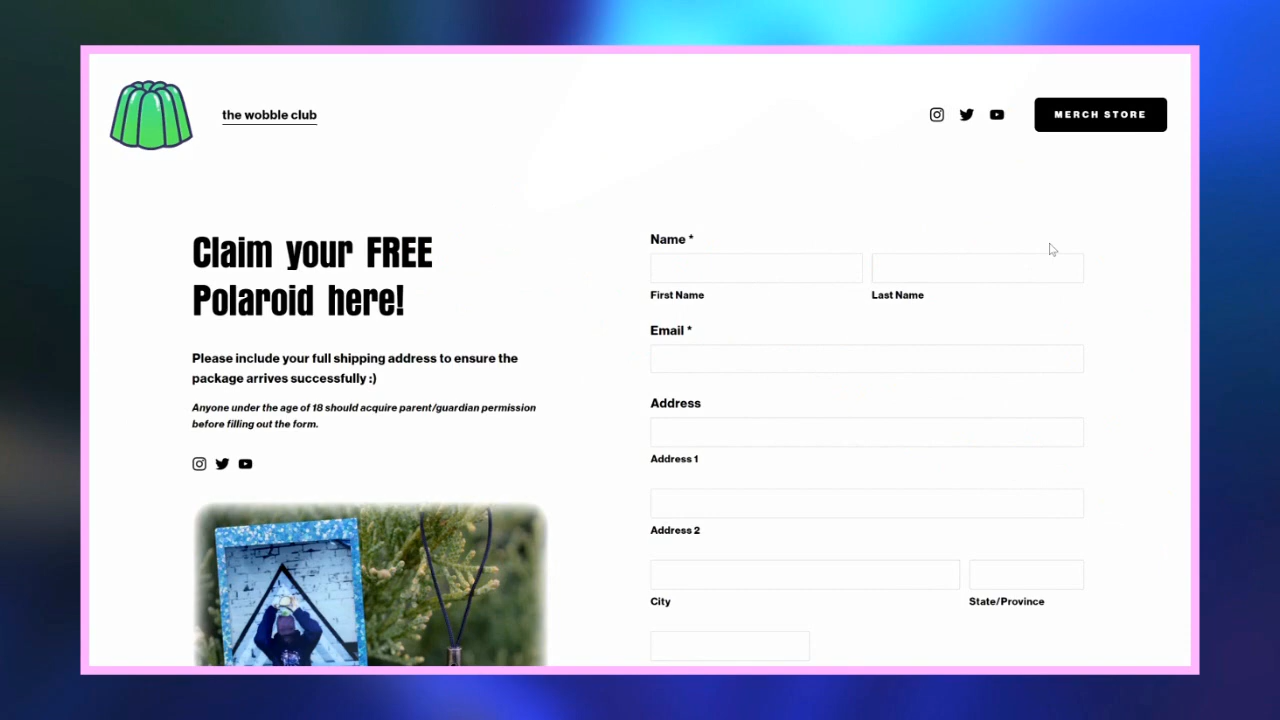 the wobble club
MERCH STORE
Claim your FREE
Polaroid here!
Please include your full shipping address to ensure the
package arrives successfully :)
Anyone under the age of 18 should acquire parent/guardian permission
before filling out the form.
Name *
First Name
Last Name
Email *
Address
Address 1
Address 2
City
State/Province